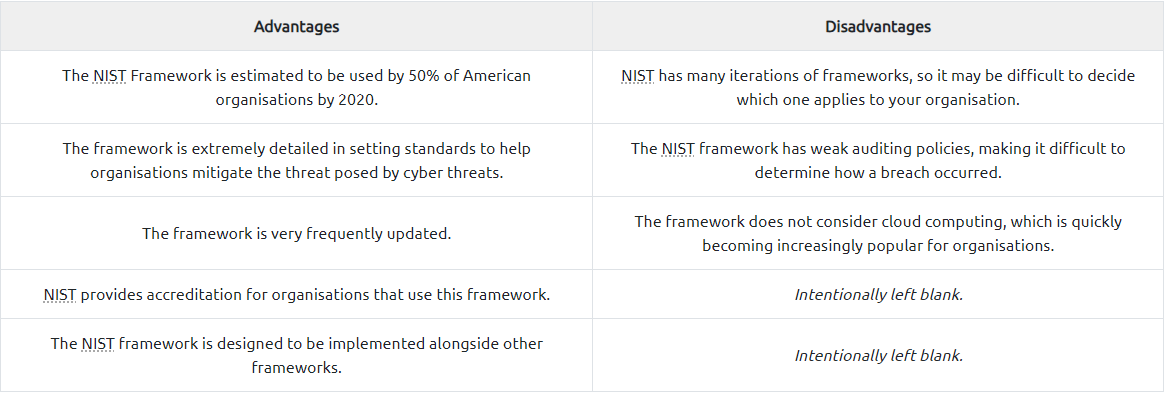 Advantages
Disadvantages
The NIST Framework is estimated to be used by 50% of American
organisations by 2020.
NIST has many iterations of frameworks, so it may be difficult to decide
which one applies to your organisation.
The framework is extremely detailed in setting standards to help
organisations mitigate the threat posed by cyber threats.
The NIST framework has weak auditing policies, making it difficult to
determine how a breach occurred.
The framework is very frequently updated.
The framework does not consider cloud computing, which is quickly
becoming increasingly popular for organisations.
NIST provides accreditation for organisations that use this framework.
Intentionally left blank.
The NIST framework is designed to be implemented alongside other
frameworks.
Intentionally left blank.